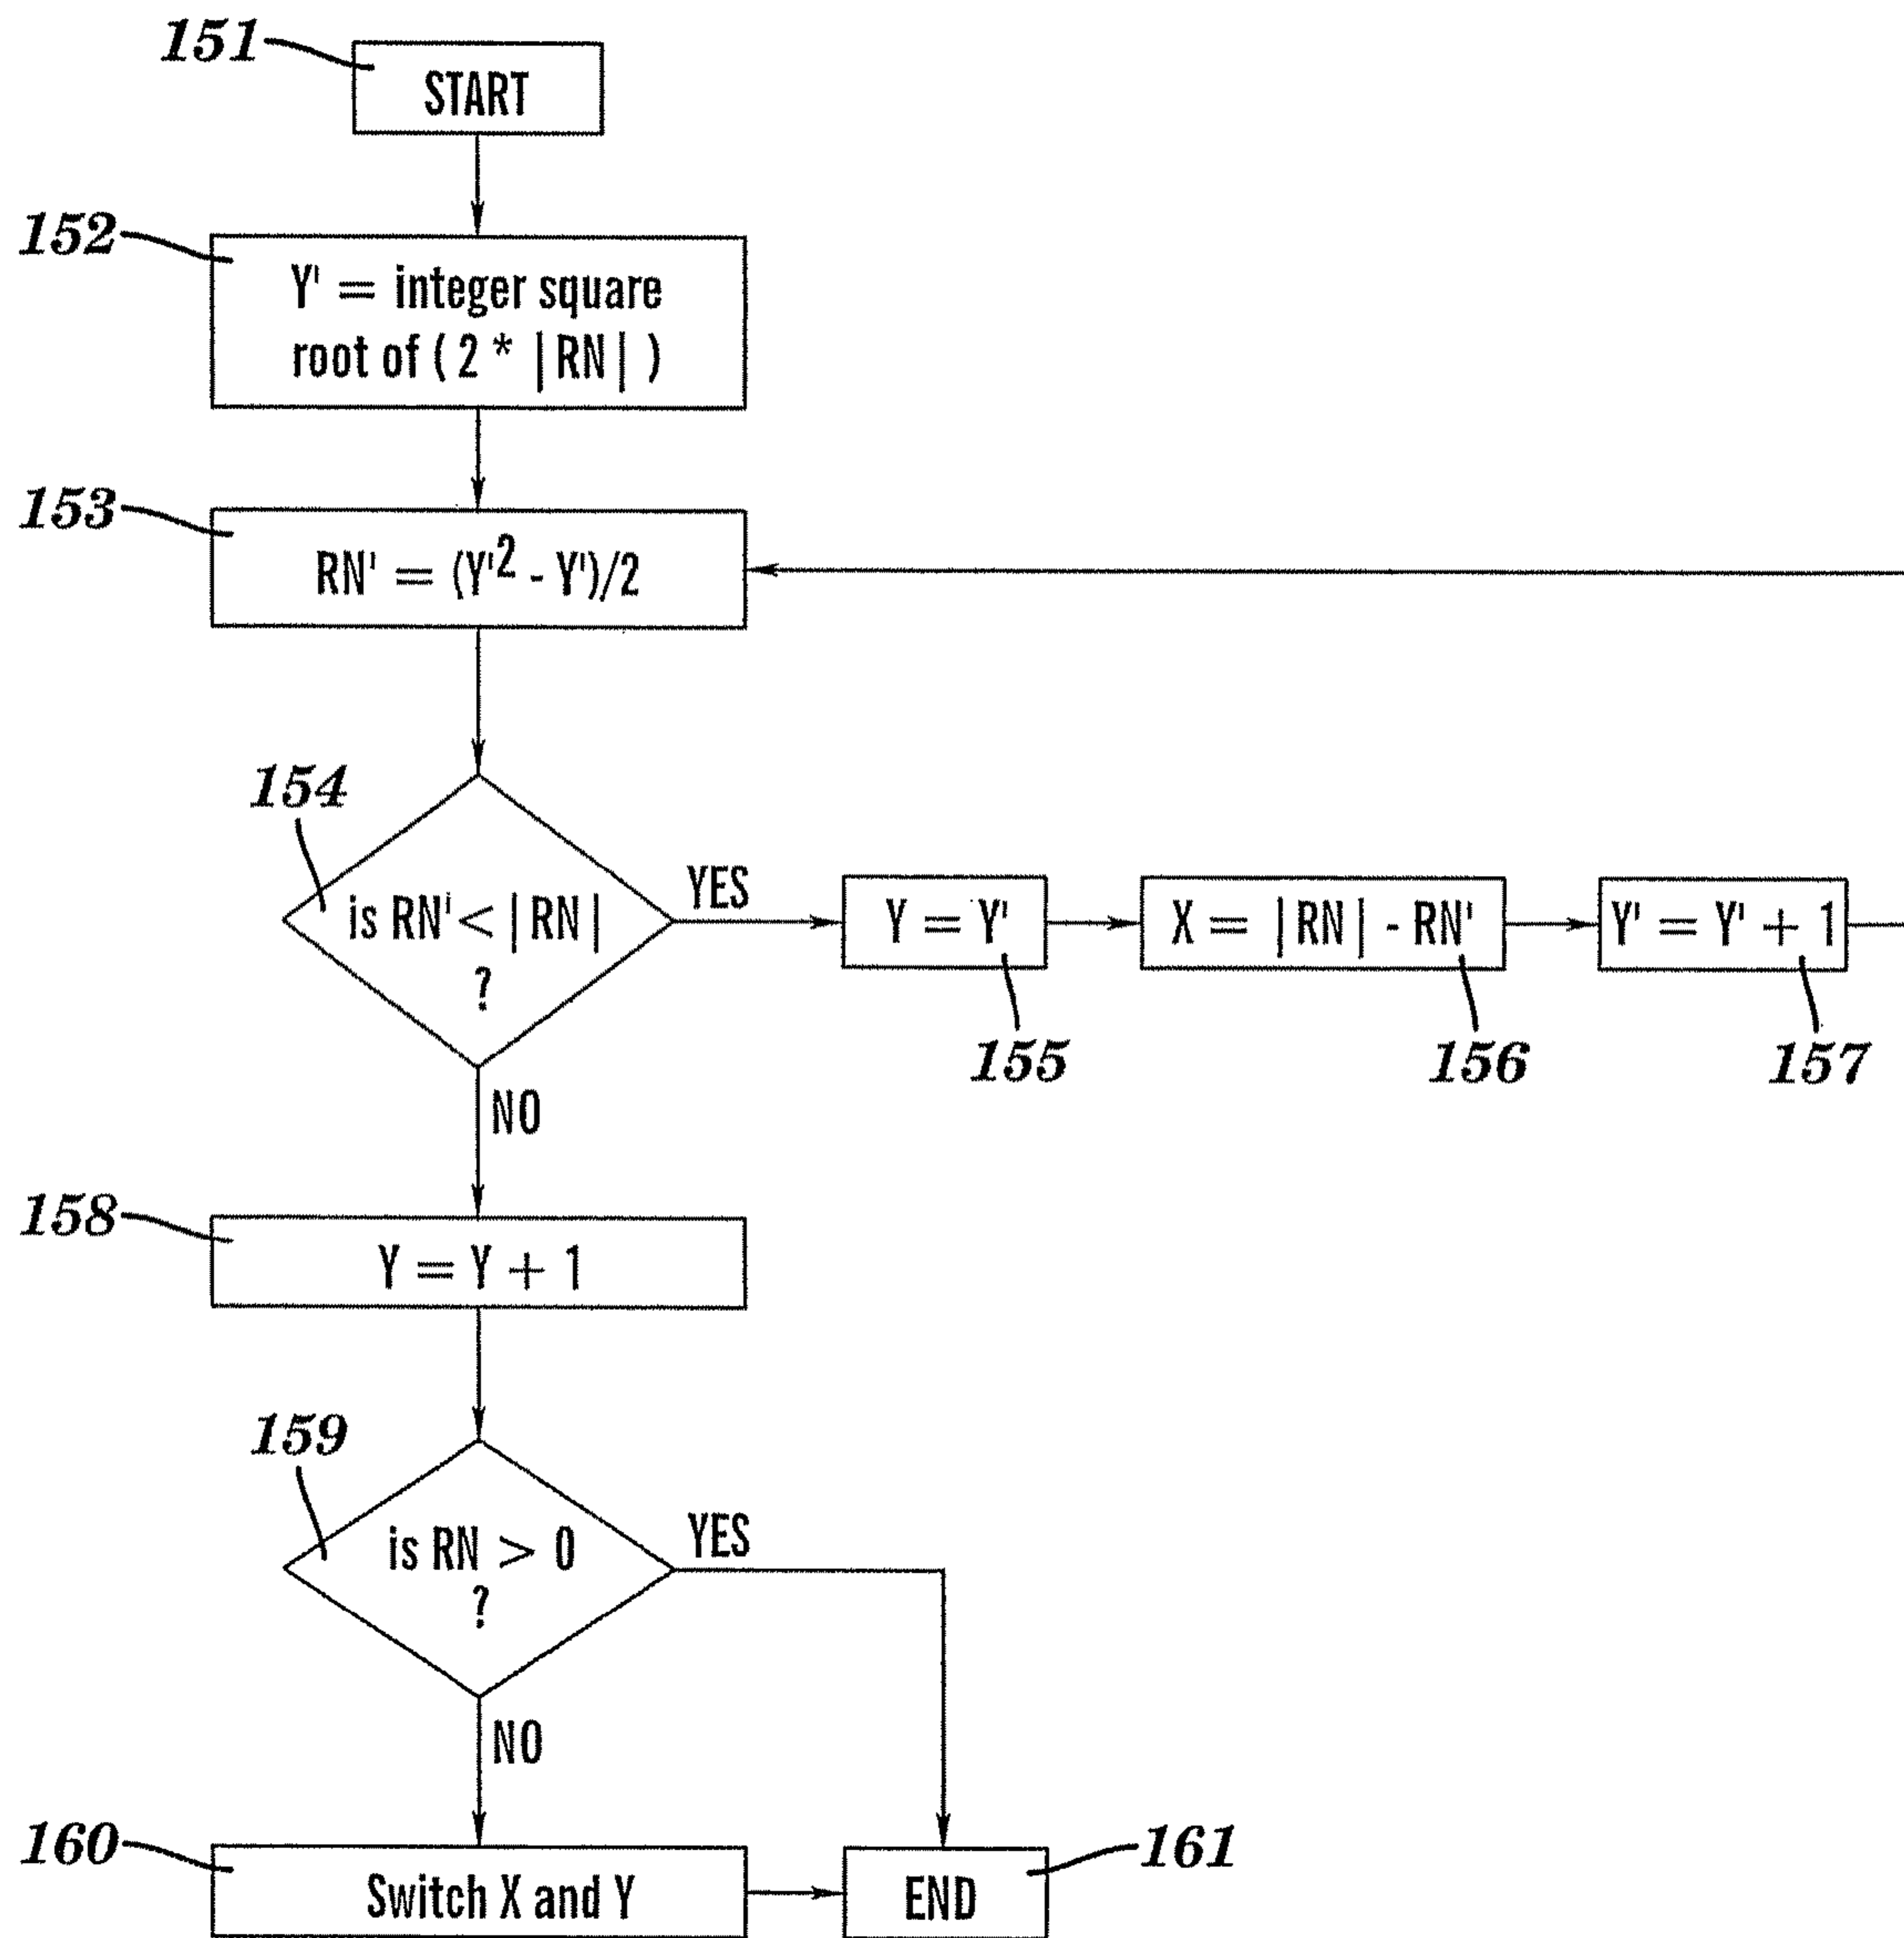 151
START
152
Y' = integer square
root of ( 2 * |RN| )
153
RN' = (Y'2 - Y')/2
154
is RN' < |RN|
?
YES
Y = Y'
155
X = |RN| - RN'
156
Y' = Y' + 1
157
NO
158
Y = Y + 1
159
is RN > 0
?
YES
NO
160
Switch X and Y
END
161